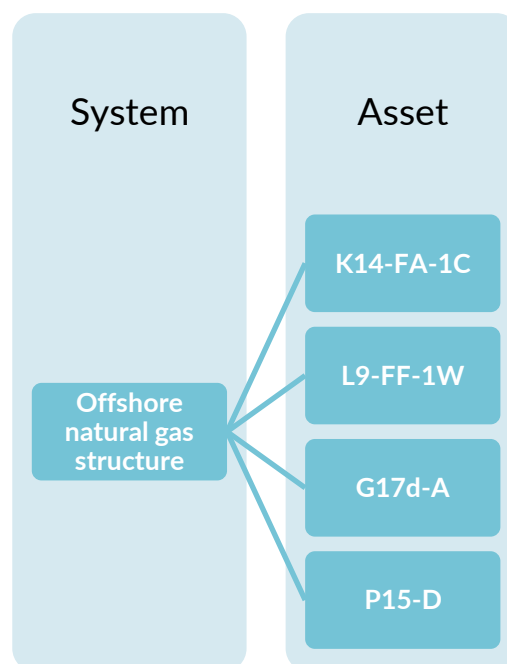 System
Asset
Offshore
natural gas
structure
K14-FA-1C
L9-FF-1W
G17d-A
P15-D